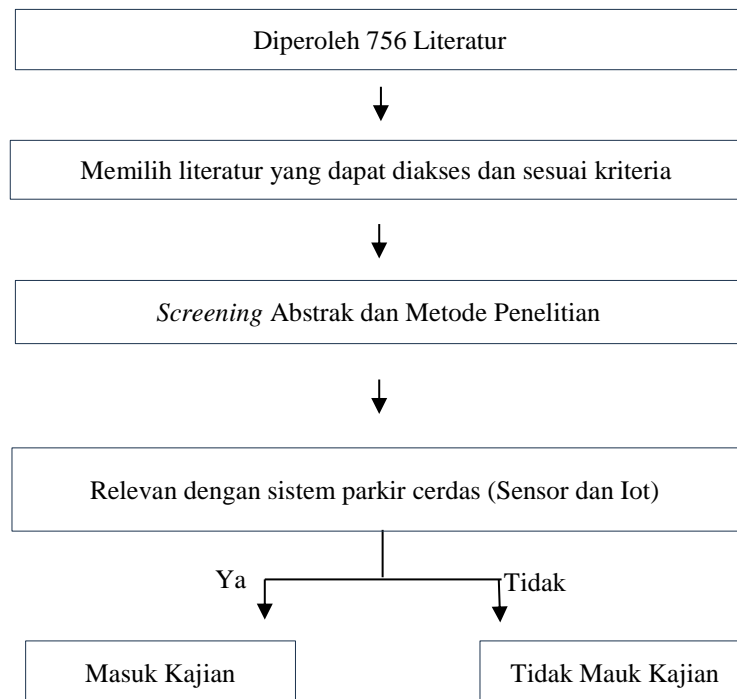 Diperoleh 756 Literatur
Memilih literatur yang dapat diakses dan sesuai kriteria
Screening Abstrak dan Metode Penelitian
Relevan dengan sistem parkir cerdas (Sensor dan Iot)
Ya
Tidak
Masuk Kajian
Tidak Mauk Kajian